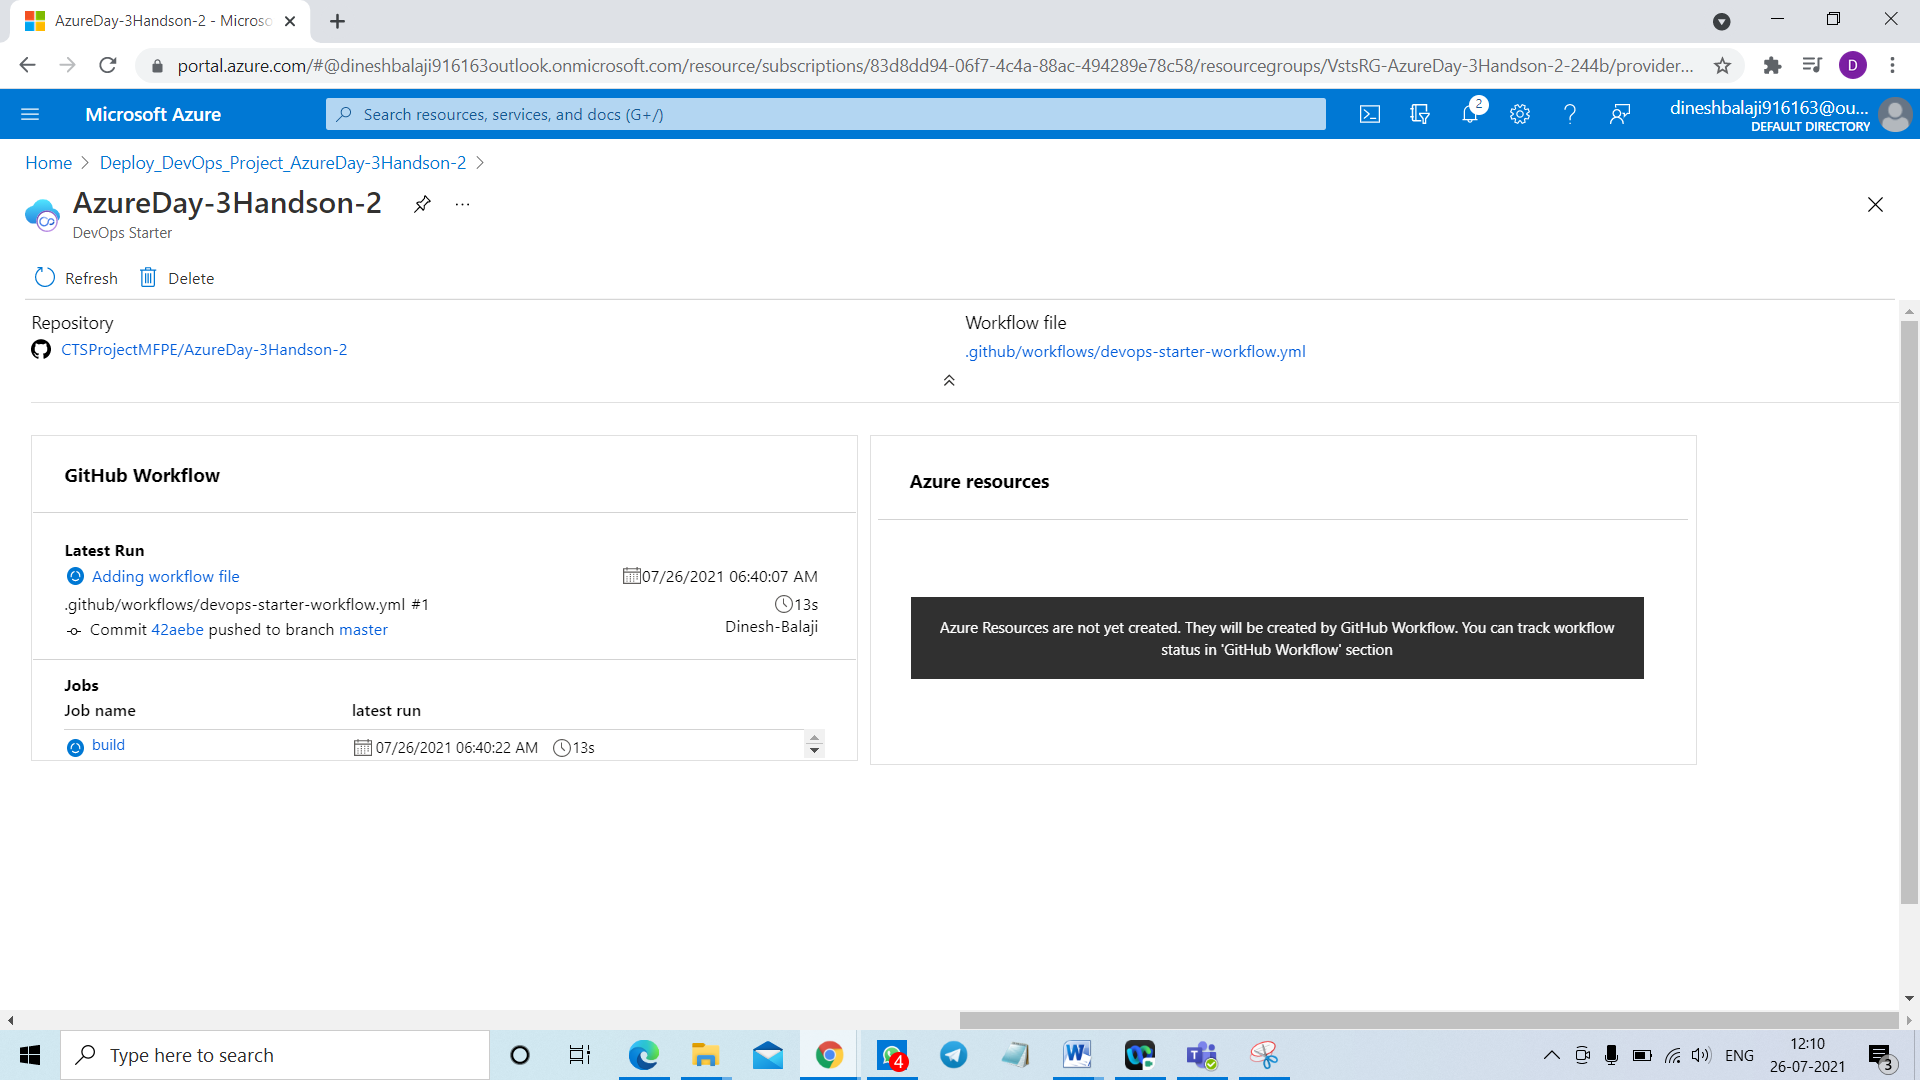 AzureDay-3Handson-2 - Microso
portal.azure.com/#@dineshbalaji916163outlook.onmicrosoft.com/resource/subscriptions/83d8dd94-06f7-4c4a-88ac-494289e78c58/resourcegroups/VstsRG-AzureDay-3Handson-2-244b/provider...
D
Microsoft Azure
Search resources, services, and docs (G+/)
2
dineshbalaji916163@ou...
DEFAULT DIRECTORY
Home > Deploy_DevOps_Project_AzureDay-3Handson-2 >
AzureDay-3Handson-2
...
DevOps Starter
Refresh
Delete
Repository
CTSProjectMFPE/AzureDay-3Handson-2
Workflow file
.github/workflows/devops-starter-workflow.yml
GitHub Workflow
Latest Run
Adding workflow file
07/26/2021 06:40:07 AM
.github/workflows/devops-starter-workflow.yml #1
13s
Commit 42aebe pushed to branch master
Dinesh-Balaji
Jobs
Job name
latest run
build
07/26/2021 06:40:22 AM
13s
Azure resources
Azure Resources are not yet created. They will be created by GitHub Workflow. You can track workflow
status in 'GitHub Workflow' section
Type here to search
4
ENG
12:10
26-07-2021
3